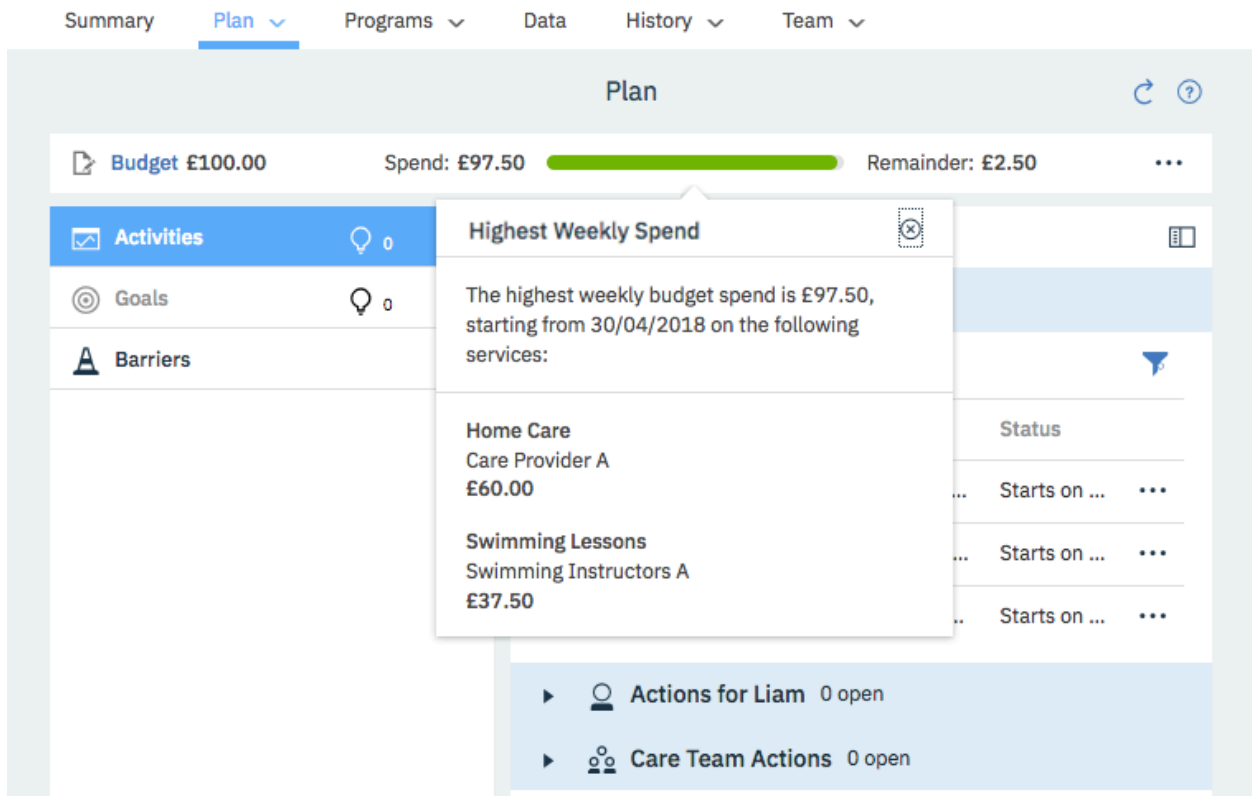 Summary Plan Programs Data History Team
Plan
Budget £100.00 Spend: £97.50 Remainder: £2.50 ...
Activities 0
Goals 0
Barriers
Highest Weekly Spend
The highest weekly budget spend is £97.50,
starting from 30/04/2018 on the following
services:
Home Care
Care Provider A
£60.00
Swimming Lessons
Swimming Instructors A
£37.50
Status
... Starts on ... ...
... Starts on ... ...
.. Starts on ... ...
Actions for Liam 0 open
Care Team Actions 0 open